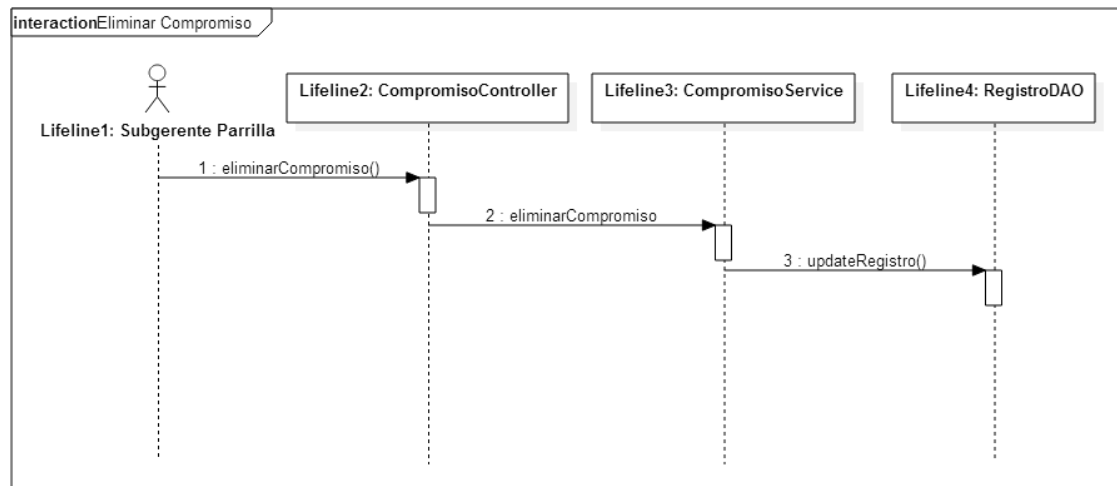 interactionEliminar Compromiso
Lifeline1: Subgerente Parrilla
Lifeline2: CompromisoController
Lifeline3: CompromisoService
Lifeline4: RegistroDAO
1 : eliminarCompromiso()
2 : eliminarCompromiso
3 : updateRegistro()